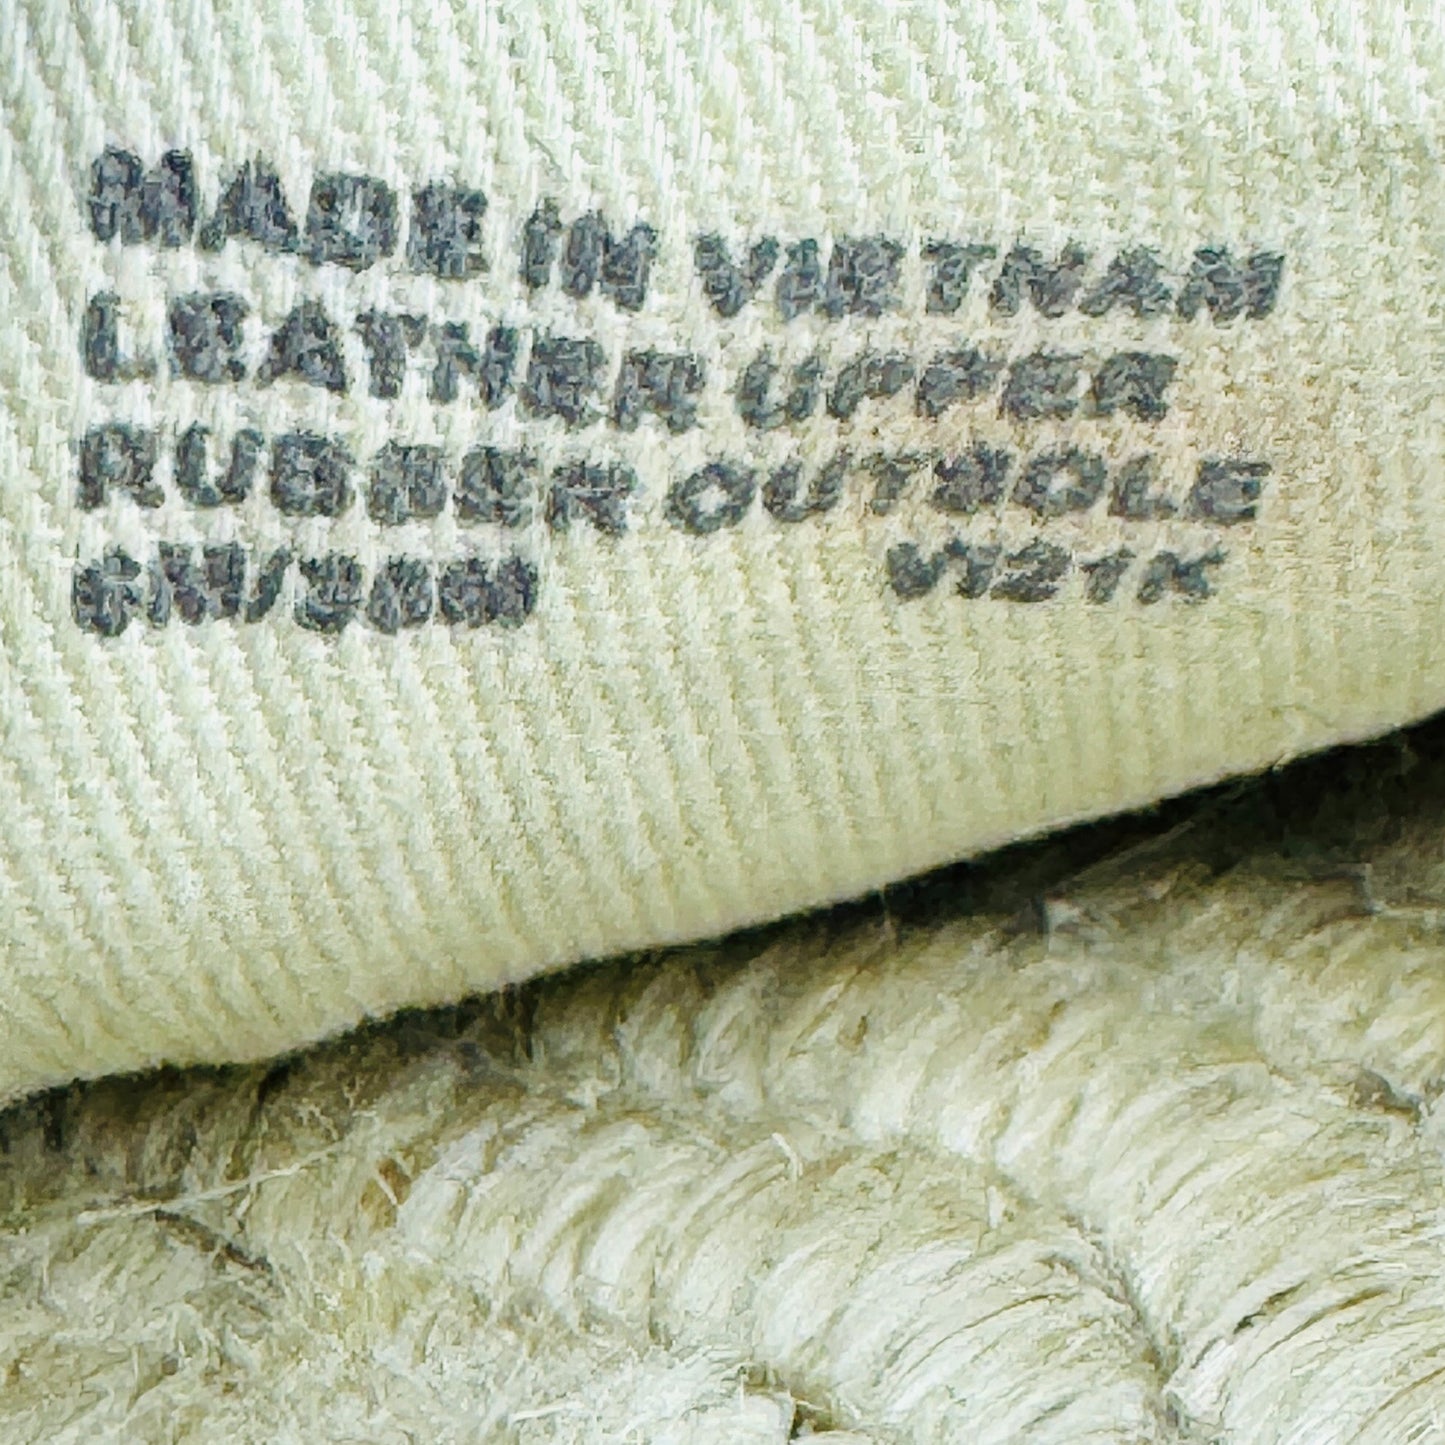 MADE IN VIETNAM
LEATHER UPPER
RUBBER OUTSOLE
V121K